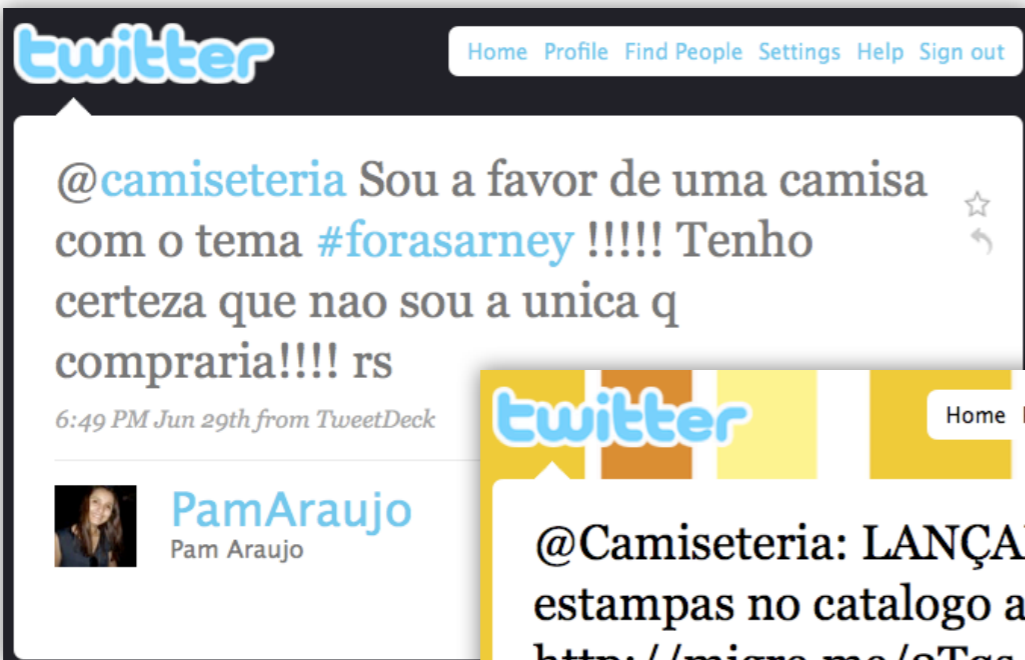 twitter
Home Profile Find People Settings Help Sign out
@camiseteria Sou a favor de uma camisa
com o tema #forasarney !!!!! Tenho
certeza que nao sou a unica q
compraria!!!! rs
6:49 PM Jun 29th from TweetDeck
PamAraujo
Pam Araujo
twitter
Home
@Camiseteria:
estampas no catalogo a